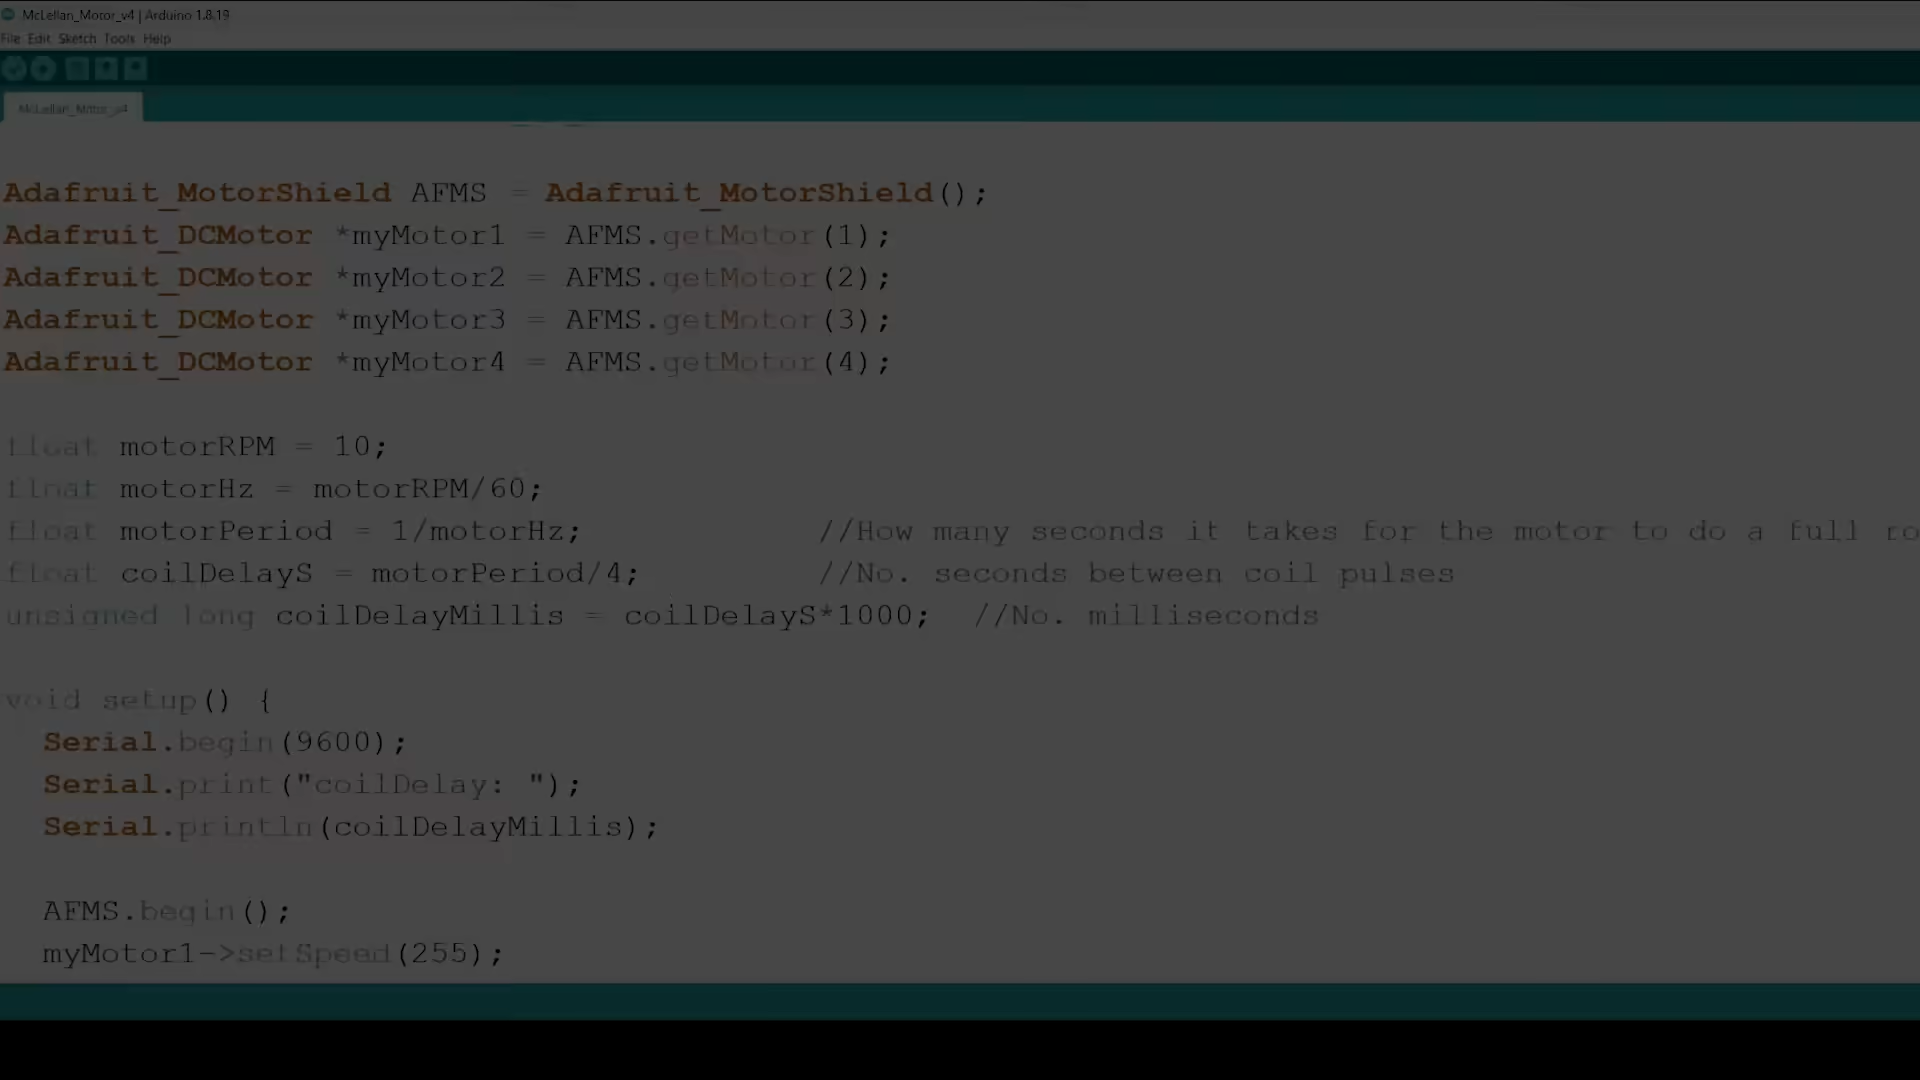 McLellan_Motor_v4 | Arduino 1.8.19
File Edit Sketch Tools Help
McLellan_Motor_v4
Adafruit_MotorShield AFMS = Adafruit_MotorShield();
Adafruit_DCMotor *myMotor1 = AFMS.getMotor(1);
Adafruit_DCMotor *myMotor2 = AFMS.getMotor(2);
Adafruit_DCMotor *myMotor3 = AFMS.getMotor(3);
Adafruit_DCMotor *myMotor4 = AFMS.getMotor(4);
float motorRPM = 10;
float motorHz = motorRPM/60;
float motorPeriod = 1/motorHz; //How many seconds it takes for the motor to do a full ro
float coilDelayS = motorPeriod/4; //No. seconds between coil pulses
unsigned long coilDelayMillis = coilDelayS*1000; //No. milliseconds
void setup() {
Serial.begin(9600);
Serial.print("coilDelay: ");
Serial.println(coilDelayMillis);
AFMS.begin();
myMotor1->setSpeed(255);